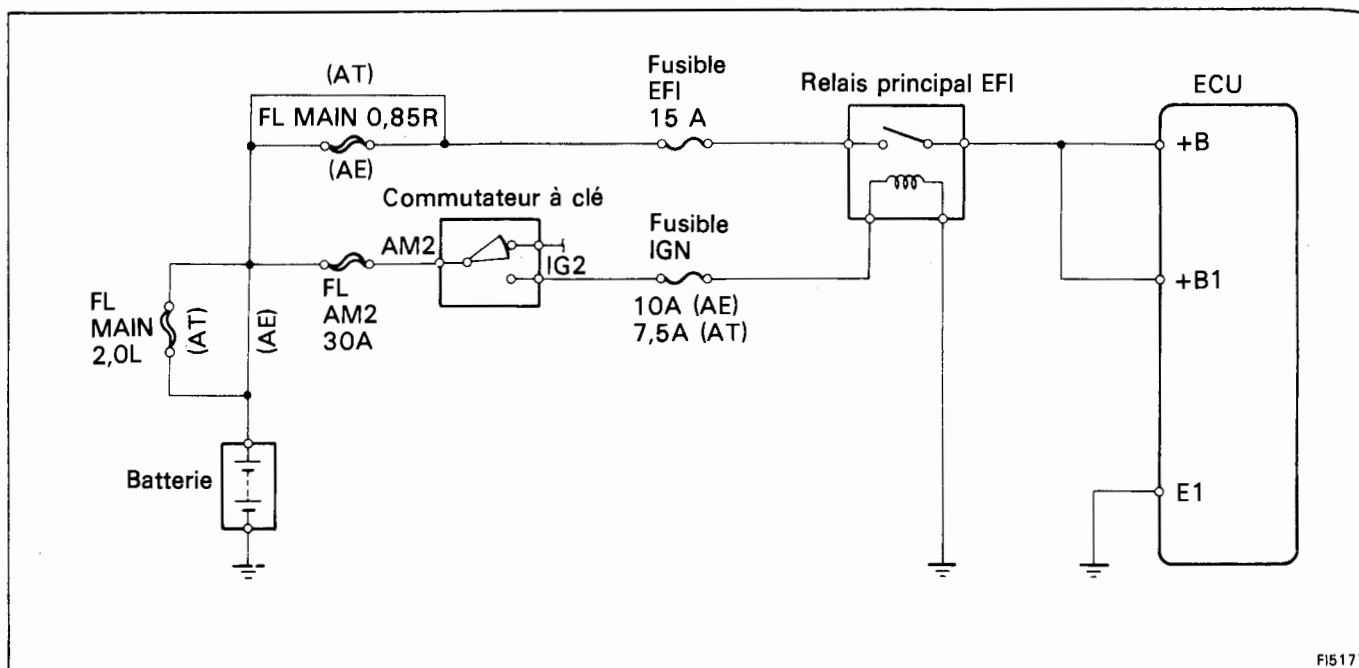 (AT)
FL MAIN 0,85R
(AE)
Fusible
EFI
15 A
Relais principal EFI
ECU
+B
Commutateur à clé
AM2
IG2
FL
AM2
30A
Fusible
IGN
10A (AE)
7,5A (AT)
+B1
FL
MAIN
2,0L
(AT)
(AE)
Batterie
E1
FI517